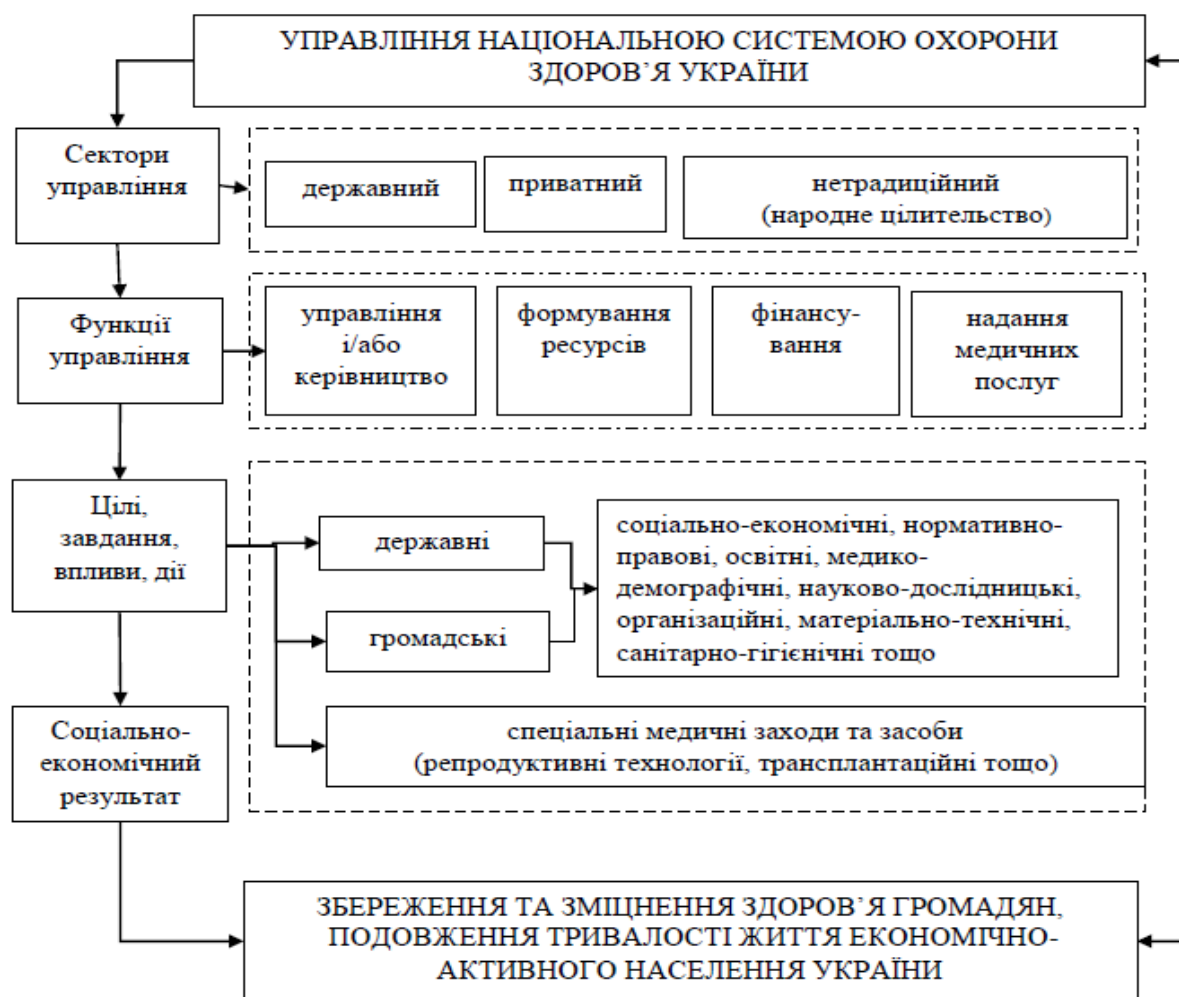 УПРАВЛІННЯ НАЦІОНАЛЬНОЮ СИСТЕМОЮ ОХОРОНИ
ЗДОРОВ’Я УКРАЇНИ
Сектори
управління
державний
приватний
нетрадиційний
(народне цілительство)
Функції
управління
управління
і/або
керівництво
формування
ресурсів
фінансу-
вання
надання
медичних
послуг
Цілі,
завдання,
впливи, дії
державні
громадські
соціально-економічні, нормативно-
правові, освітні, медико-
демографічні, науково-дослідницькі,
організаційні, матеріально-технічні,
санітарно-гігієнічні тощо
спеціальні медичні заходи та засоби
(репродуктивні технології, трансплантаційні тощо)
Соціально-
економічний
результат
ЗБЕРЕЖЕННЯ ТА ЗМІЦНЕННЯ ЗДОРОВ’Я ГРОМАДЯН,
ПОДОВЖЕННЯ ТРИВАЛОСТІ ЖИТТЯ ЕКОНОМІЧНО-
АКТИВНОГО НАСЕЛЕННЯ УКРАЇНИ